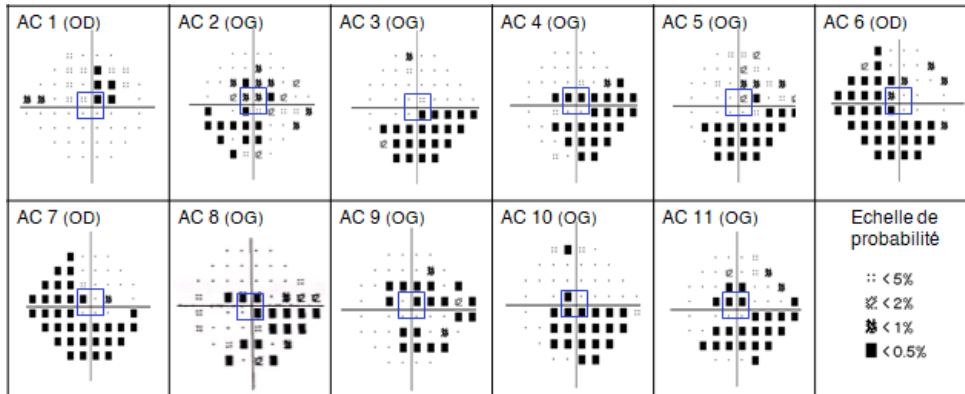 AC 1 (OD)
AC 2 (OG)
AC 3 (OG)
AC 4 (OG)
AC 5 (OG)
AC 6 (OD)
AC 7 (OD)
AC 8 (OG)
AC 9 (OG)
AC 10 (OG)
AC 11 (OG)
Echelle de
probabilité
< 5%
< 2%
< 1%
< 0.5%